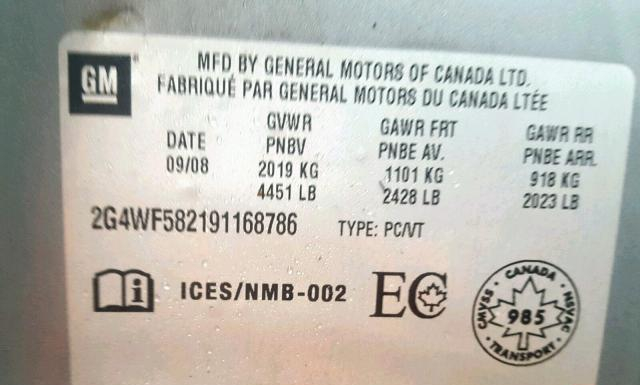 GM
MFD BY GENERAL MOTORS OF CANADA LTD.
FABRIQUÉ PAR GENERAL MOTORS DU CANADA LTÉE
DATE
09/08
GVWR
PNBV
2019 KG
4451 LB
GAWR FRT
PNBE AV.
1101 KG
2428 LB
GAWR RR
PNBE ARR.
918 KG
2023 LB
2G4WF582191168786 TYPE: PC/VT
i ICES/NMB-002 EC
CANADA
CMVSS 985 NSVAC
TRANSPORT